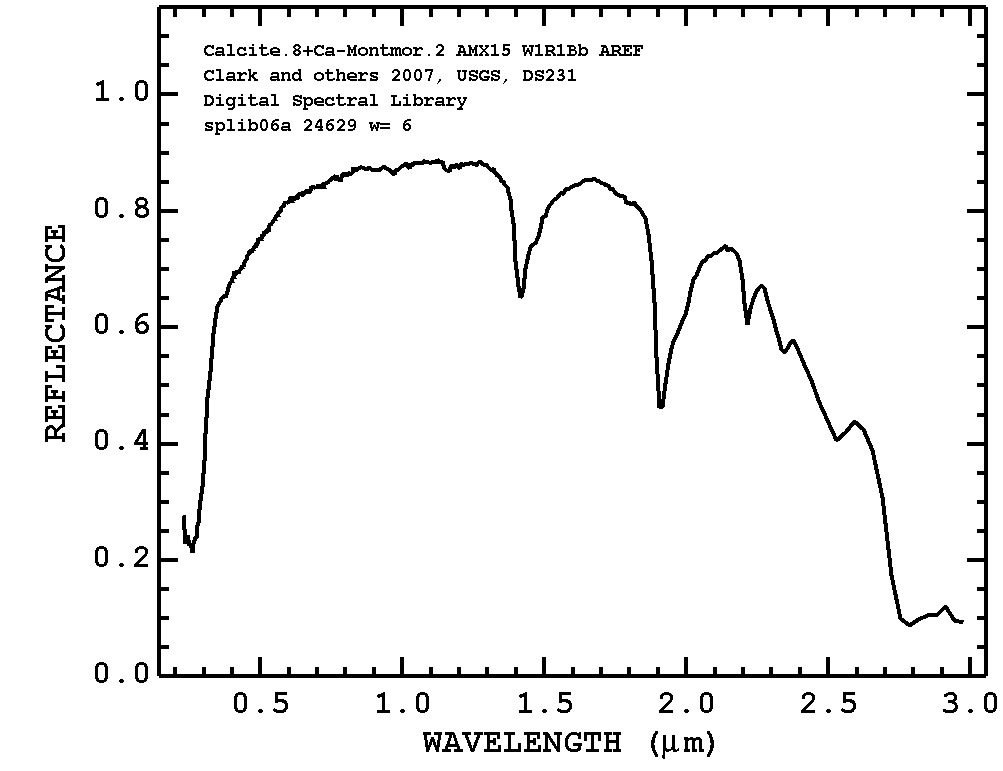 Calcite.8+Ca-Montmor.2 AMX15 W1R1Bb AREF
Clark and others 2007, USGS, DS231
Digital Spectral Library
splib06a 24629 w= 6
1.0
0.8
0.6
0.4
0.2
0.0
REFLECTANCE
0.5 1.0 1.5 2.0 2.5 3.0
WAVELENGTH (μm)